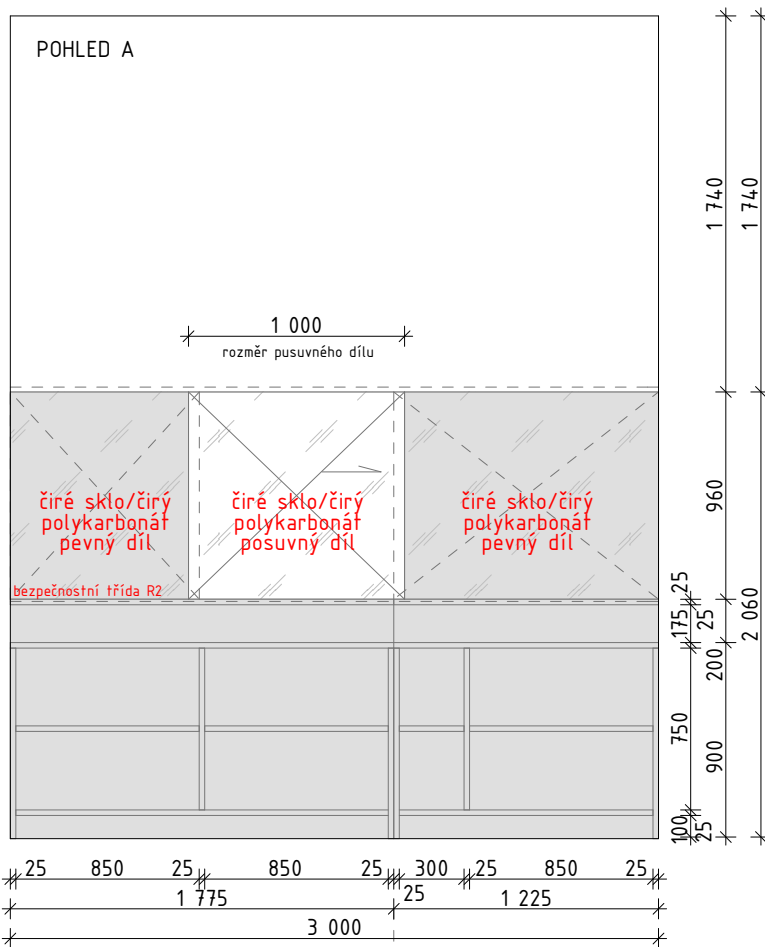 POHLED A
1 740
1 740
1 000
rozměr pusuvného dílu
čiré sklo/čirý
polykarbonát
pevný díl
čiré sklo/čirý
polykarbonát
posuvný díl
čiré sklo/čirý
polykarbonát
pevný díl
960
bezpečnostní třída R2
25
175
25
2 060
200
750
900
100
25
25
850
25
850
25
300
25
850
25
1 775
25
1 225
3 000